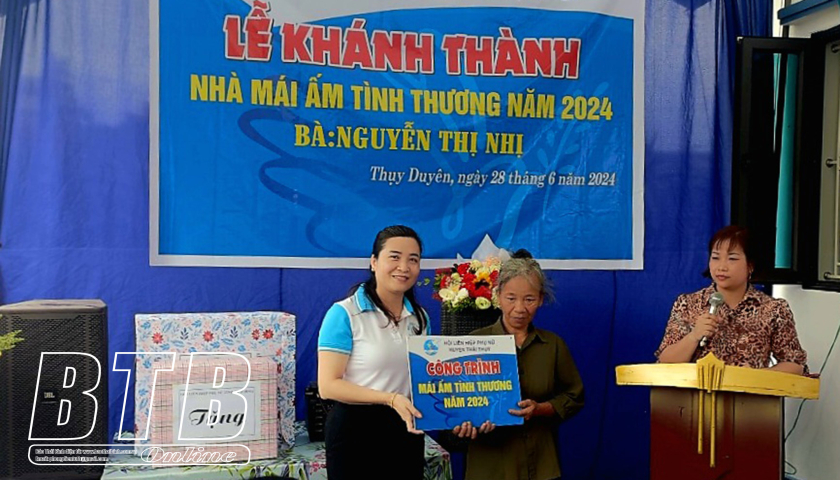 LỄ KHÁNH THÀNH
NHÀ MÁI ẤM TÌNH THƯƠNG NĂM 2024
BÀ:NGUYỄN THỊ NHỊ
Thụy Duyên, ngày 28 tháng 6 năm 2024
HỘI LIÊN HIỆP PHỤ NỮ
HUYỆN THÁI THỤY
CÔNG TRÌNH
MÁI ẤM TÌNH THƯƠNG
NĂM 2024
Tặng
JBL
BTB
Online